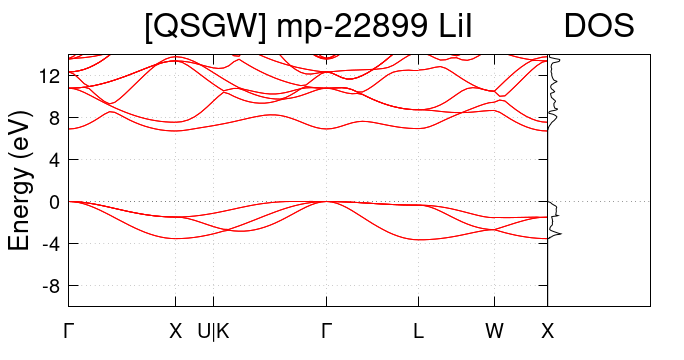 [QSGW] mp-22899 LiI DOS
Energy (eV)
12
8
4
0
-4
-8
Γ X U|K Γ L W X